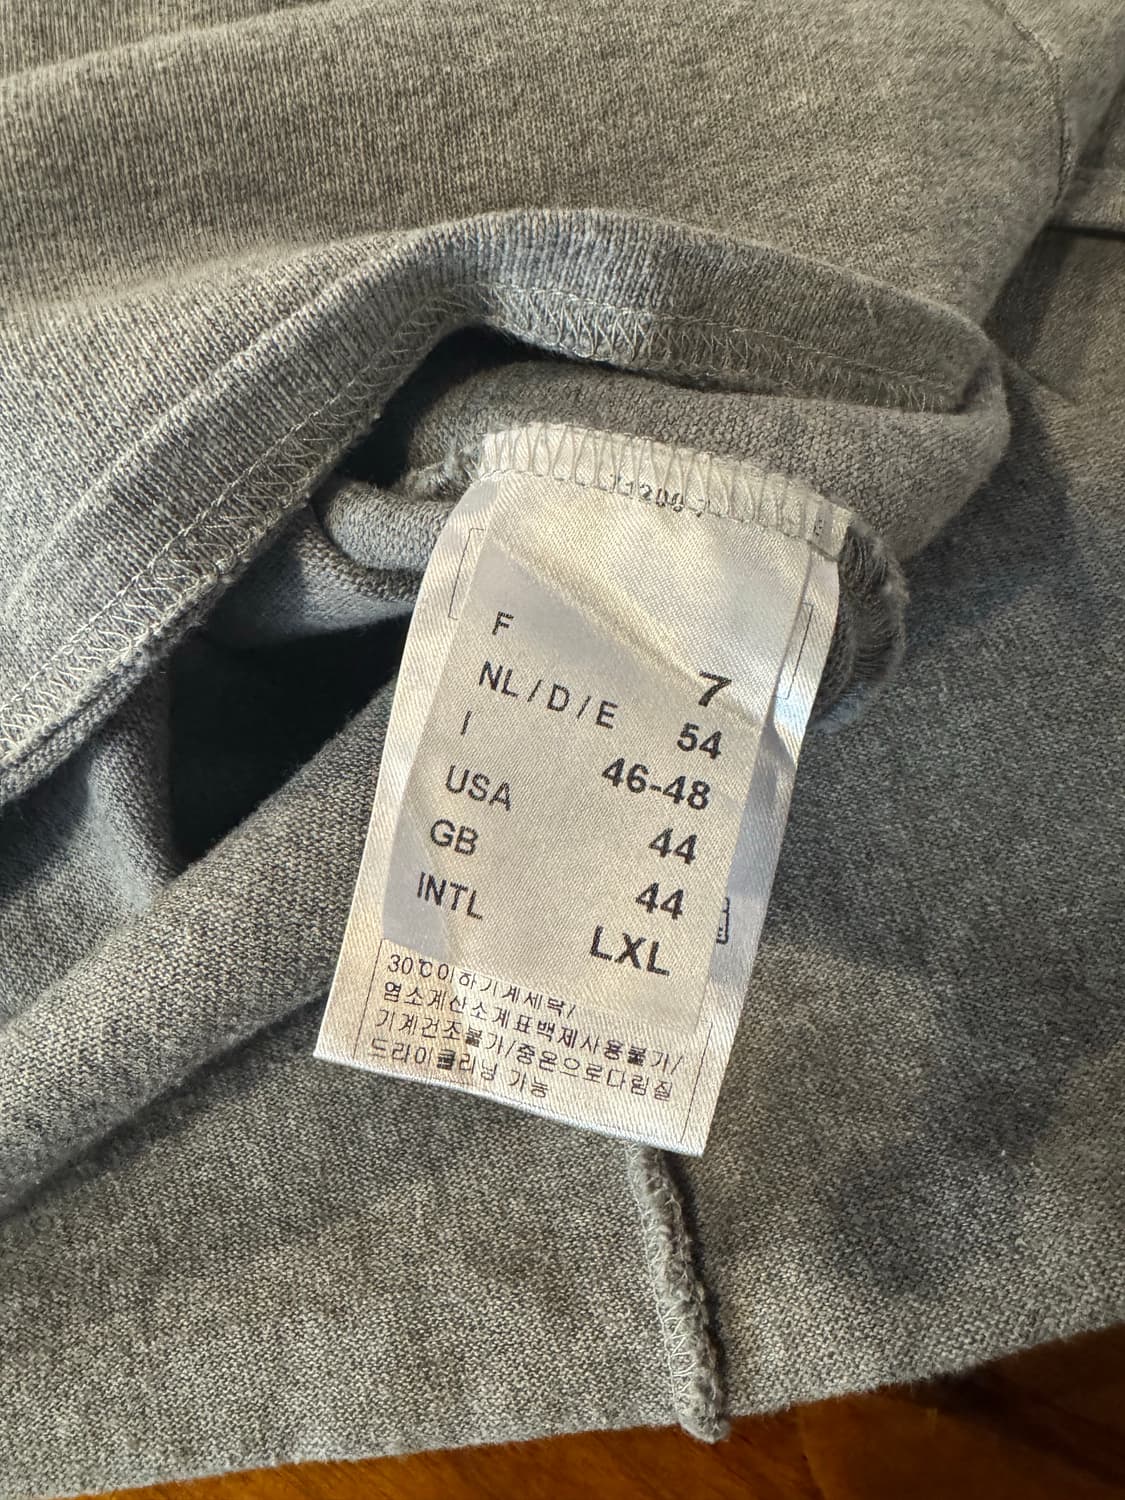 F 7
NL / D / E 54
I 46-48
USA 44
GB 44
INTL LXL
30℃이하기계세탁/
염소계산소계표백제사용불가/
기계건조불가/중온으로다림질
드라이클리닝 가능